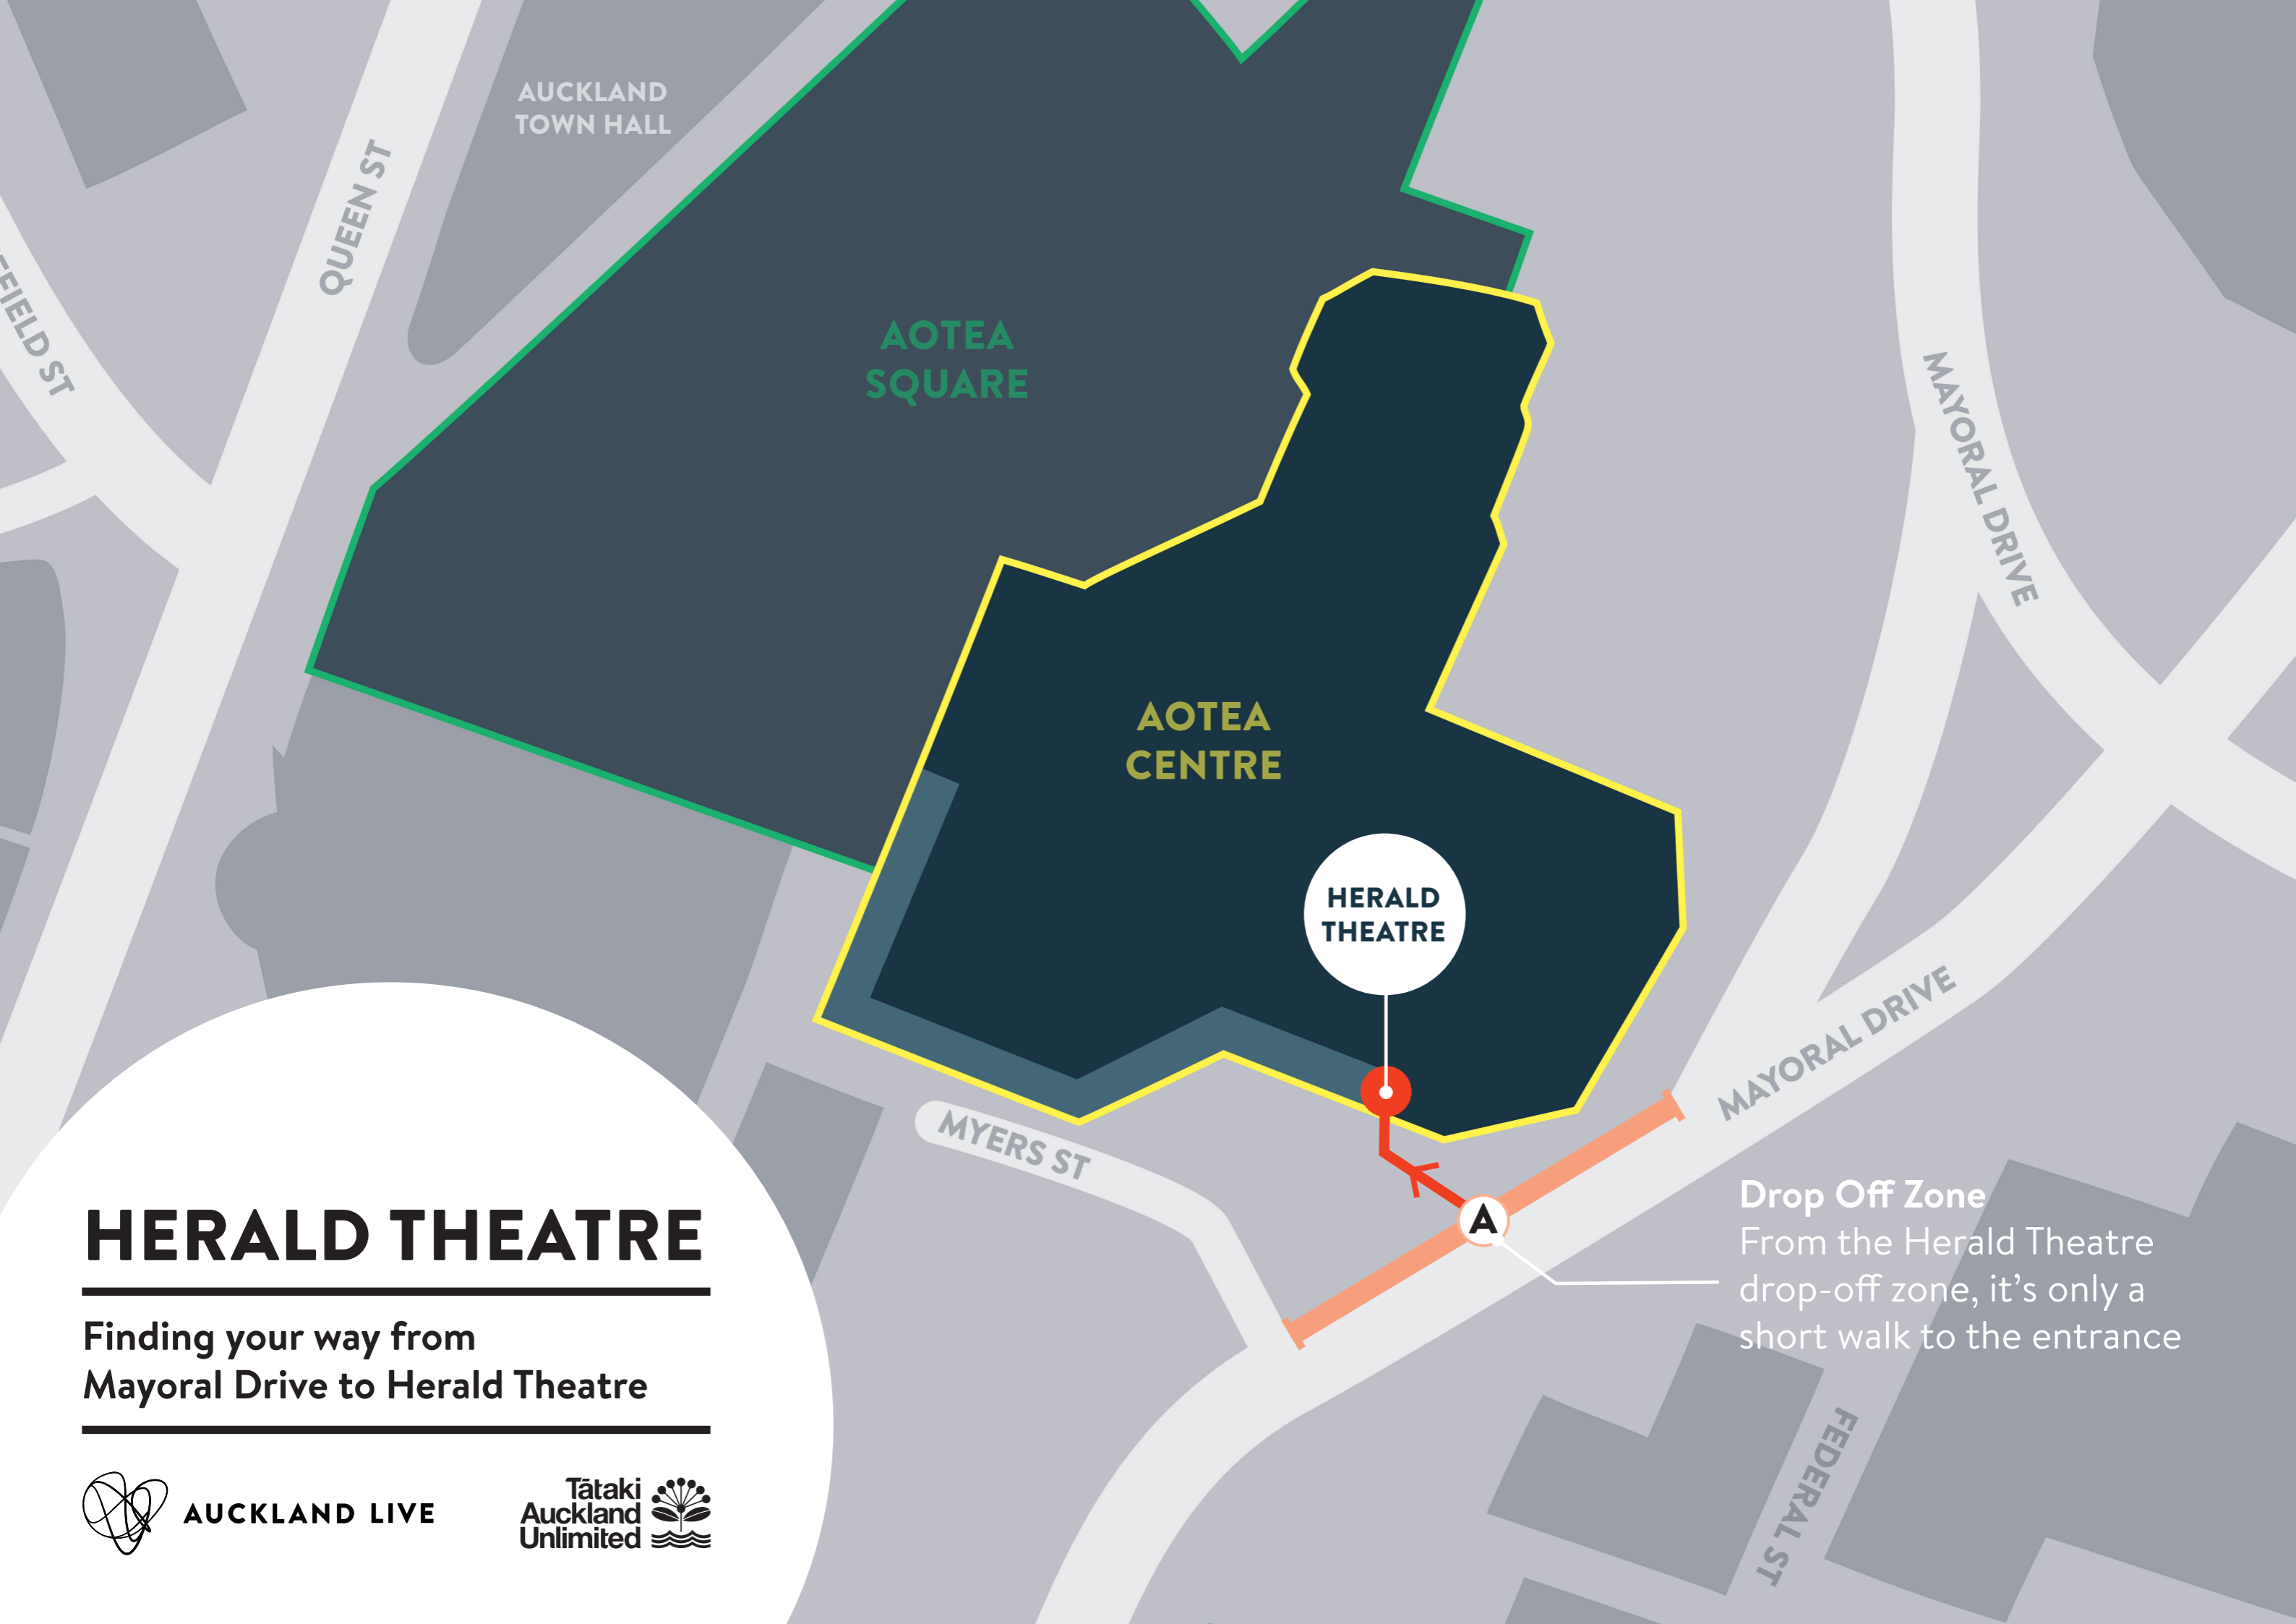 AUCKLAND
TOWN HALL
QUEEN ST
FIELD ST
AOTEA
SQUARE
MAYORAL DRIVE
AOTEA
CENTRE
HERALD
THEATRE
MAYORAL DRIVE
MYERS ST
A
Drop Off Zone
From the Herald Theatre
drop-off zone, it's only a
short walk to the entrance
FEDERAL ST
HERALD THEATRE
Finding your way from
Mayoral Drive to Herald Theatre
AUCKLAND LIVE
Tātaki
Auckland
Unlimited